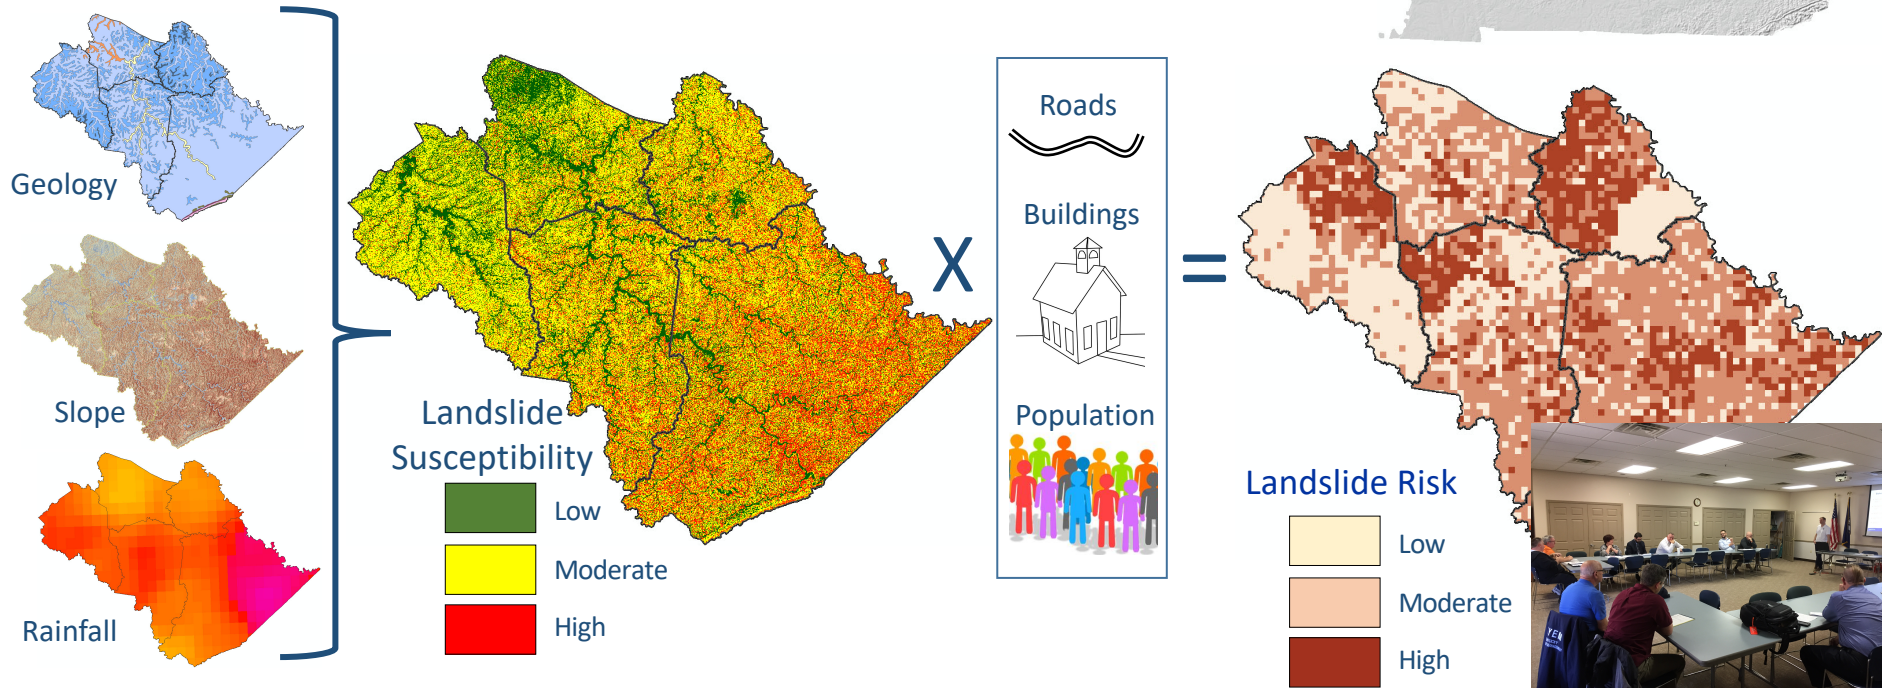 Geology
Slope
Rainfall
Landslide
Susceptibility
Low
Moderate
High
X
Roads
Buildings
Population
=
Landslide Risk
Low
Moderate
High